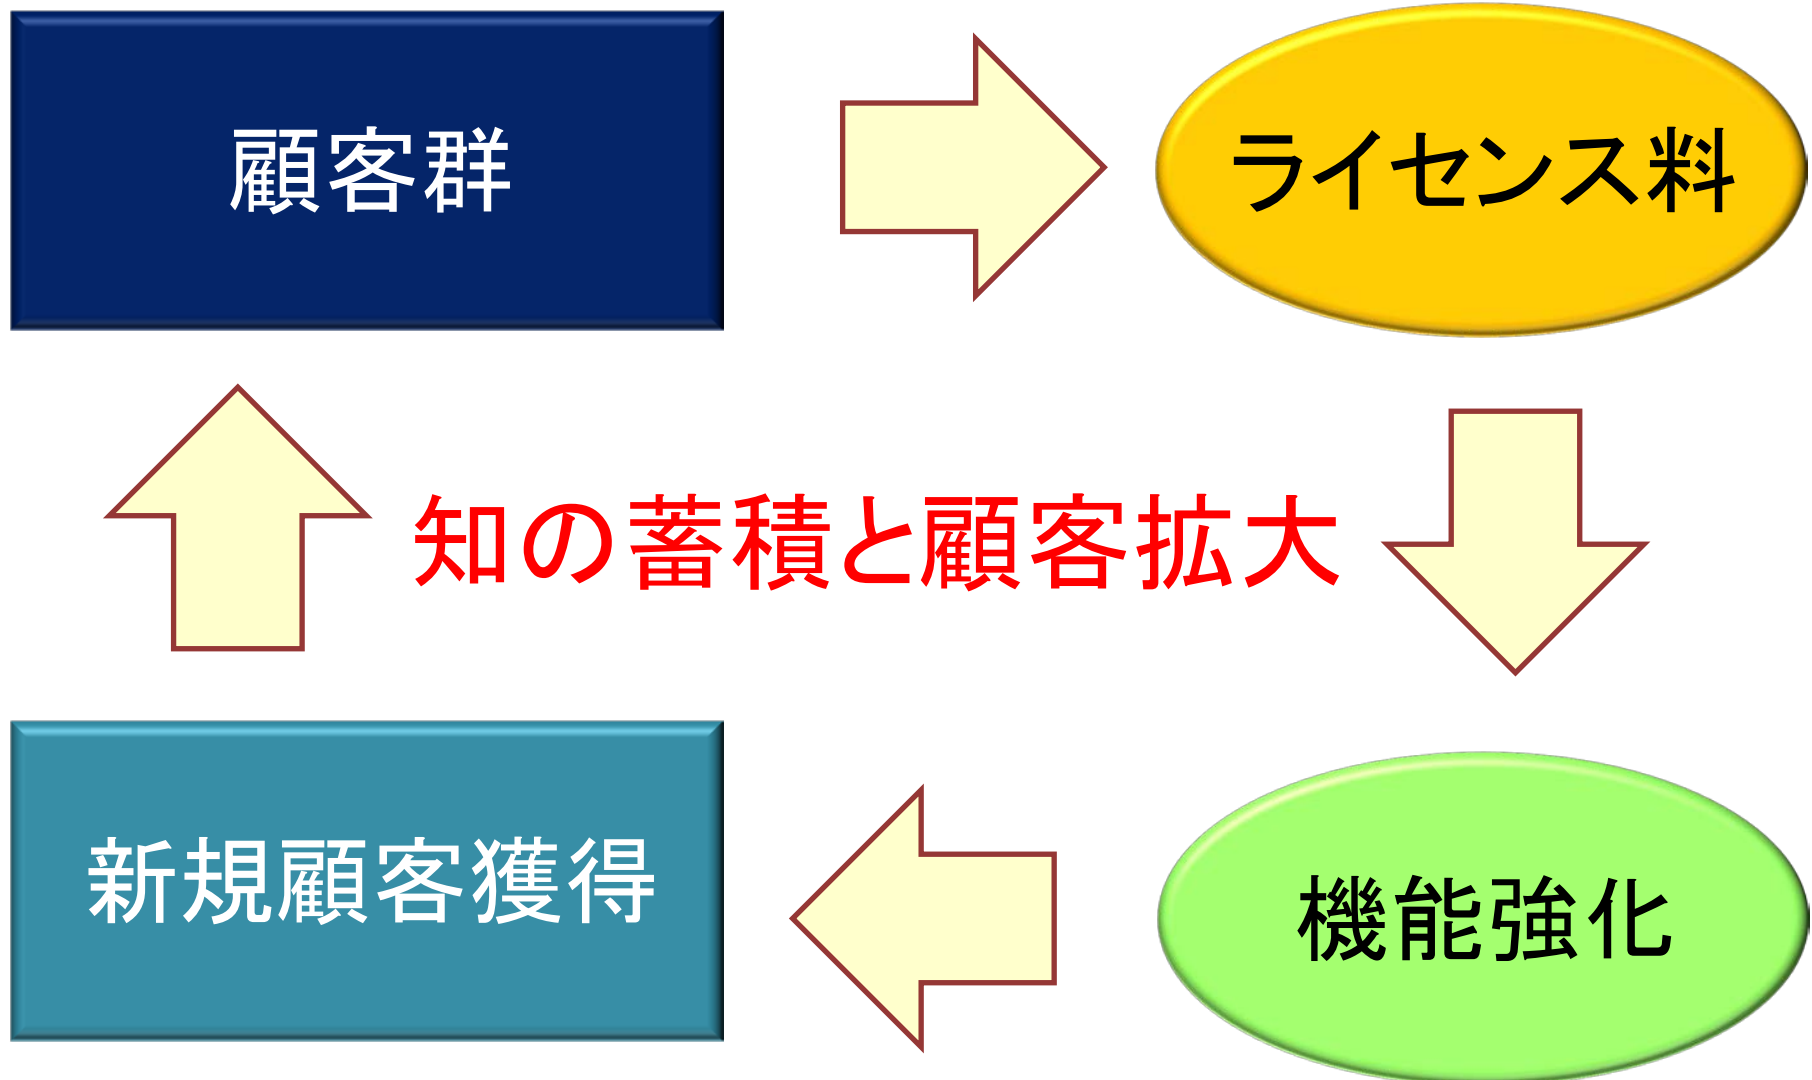 顧客群
ライセンス料
知の蓄積と顧客拡大
新規顧客獲得
機能強化